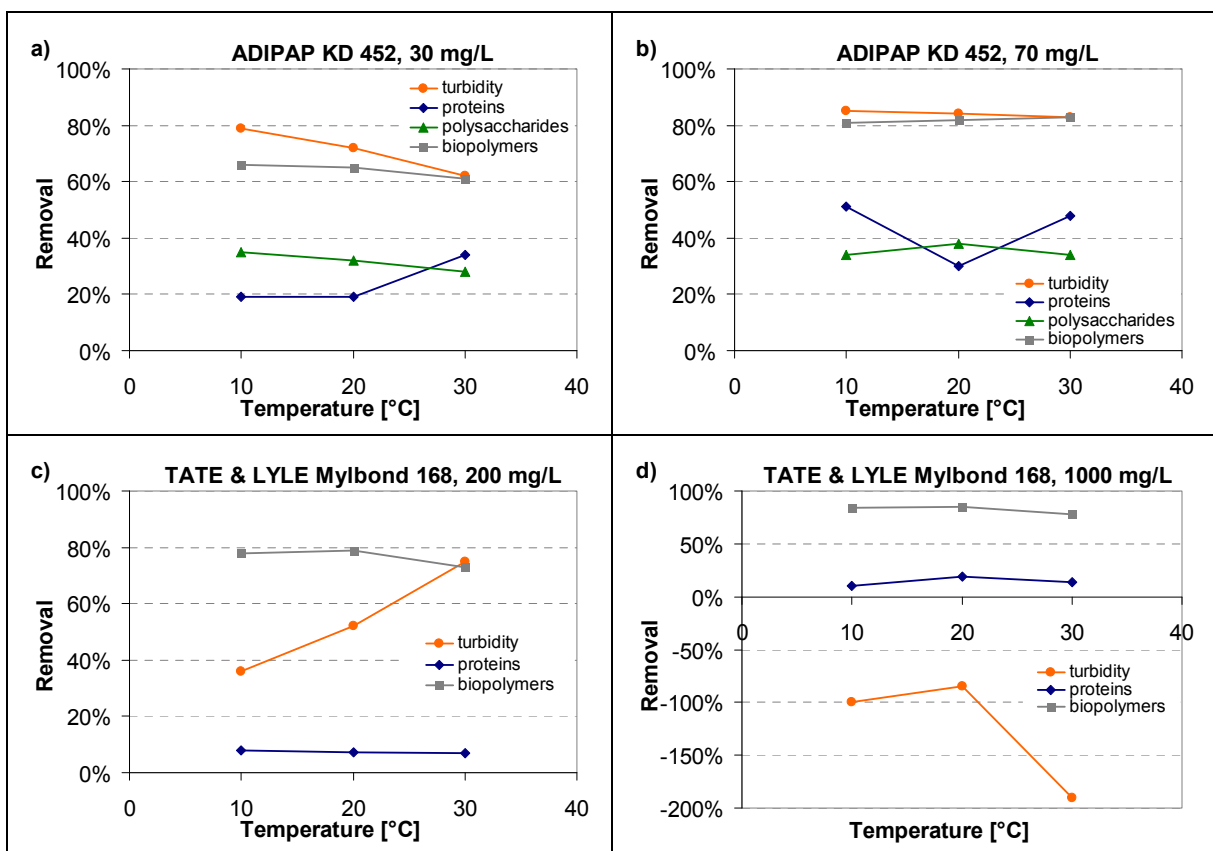 a)
ADIPAP KD 452, 30 mg/L
100%
80%
60%
40%
20%
0%
Removal
turbidity
proteins
polysaccharides
biopolymers
0 10 20 30 40
Temperature [°C]
b)
ADIPAP KD 452, 70 mg/L
100%
80%
60%
40%
20%
0%
Removal
turbidity
proteins
polysaccharides
biopolymers
0 10 20 30 40
Temperature [°C]
c)
TATE & LYLE Mylbond 168, 200 mg/L
100%
80%
60%
40%
20%
0%
Removal
turbidity
proteins
biopolymers
0 10 20 30 40
Temperature [°C]
d)
TATE & LYLE Mylbond 168, 1000 mg/L
100%
50%
0%
-50%
-100%
-150%
-200%
Removal
0 10 20 30 40
turbidity
proteins
biopolymers
Temperature [°C]